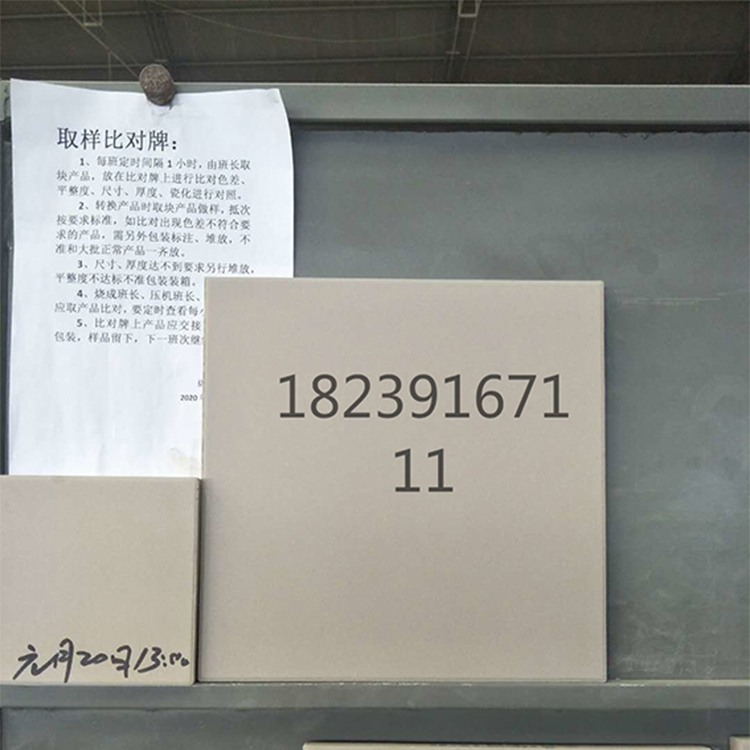 取样比对牌：
1、每班定时间隔1小时，由班长取
块产品，放在比对牌上进行比对色差、
平整度、尺寸、厚度、瓷化进行对照。
2、转换产品时取块产品做样，抵次
按要求标准，如比对出现色差不符合要
求的产品，需另外包装标注、堆放，不
准和大批正常产品一齐放。
3、尺寸、厚度达不到要求另行堆放，
平整度不达标不准包装装箱。
4、烧成班长、压机班长、
应取产品比对，要定时查看每
5、比对牌上产品应交接
包装，样品留下，下一班次继
2020
182391671
11
元月20日13:00